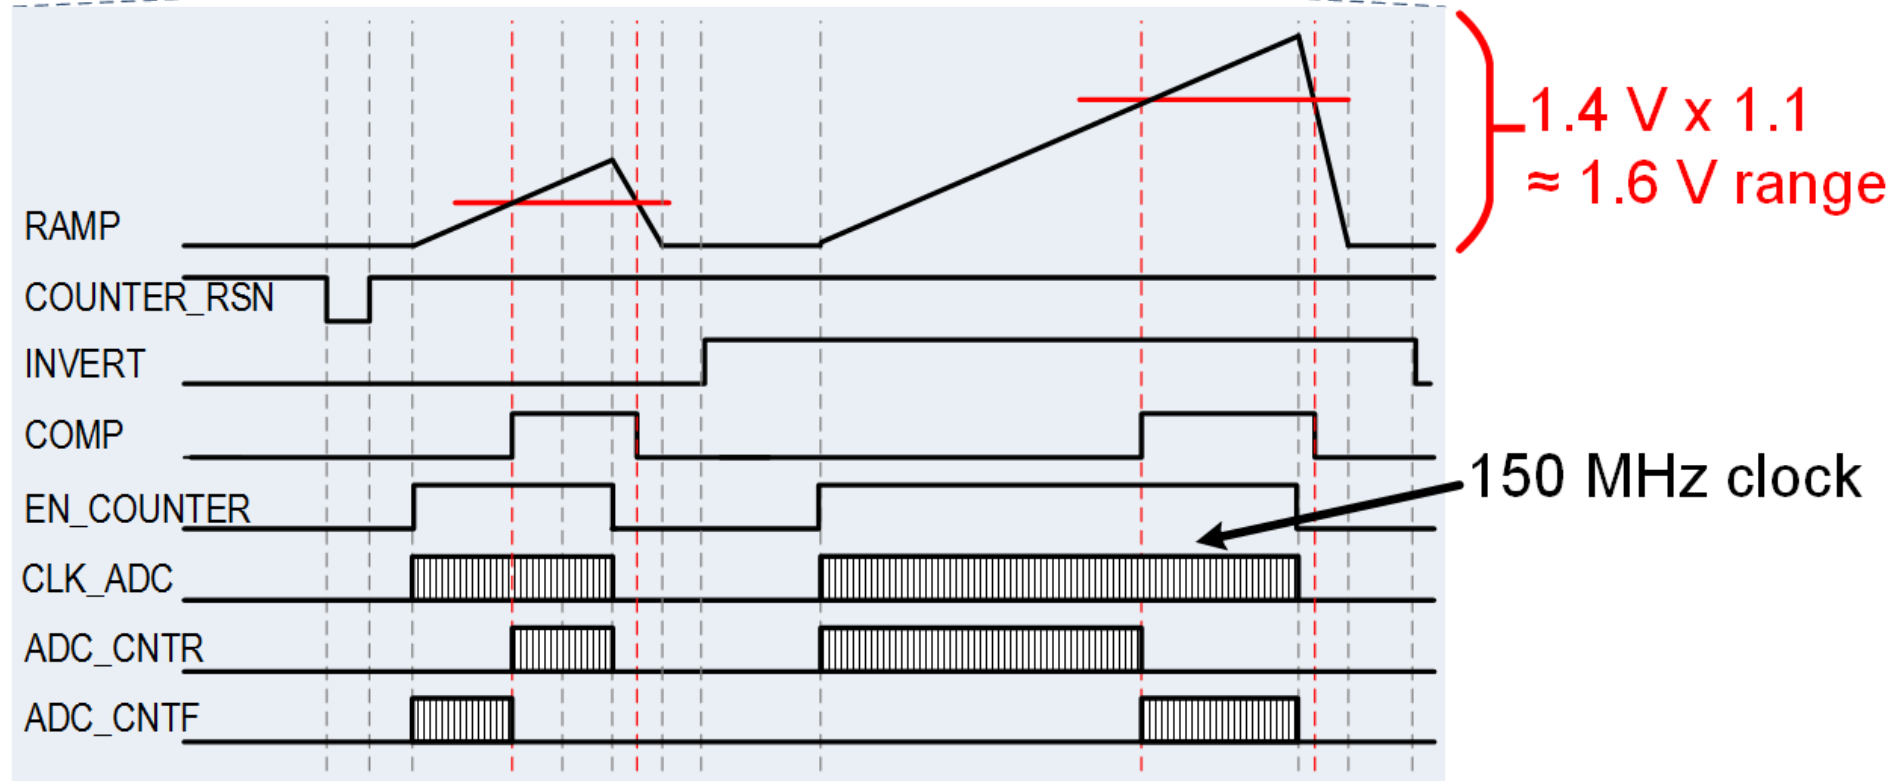 RAMP
COUNTER_RSN
INVERT
COMP
EN_COUNTER
CLK_ADC
ADC_CNTR
ADC_CNTF
1.4 V x 1.1
≈ 1.6 V range
150 MHz clock